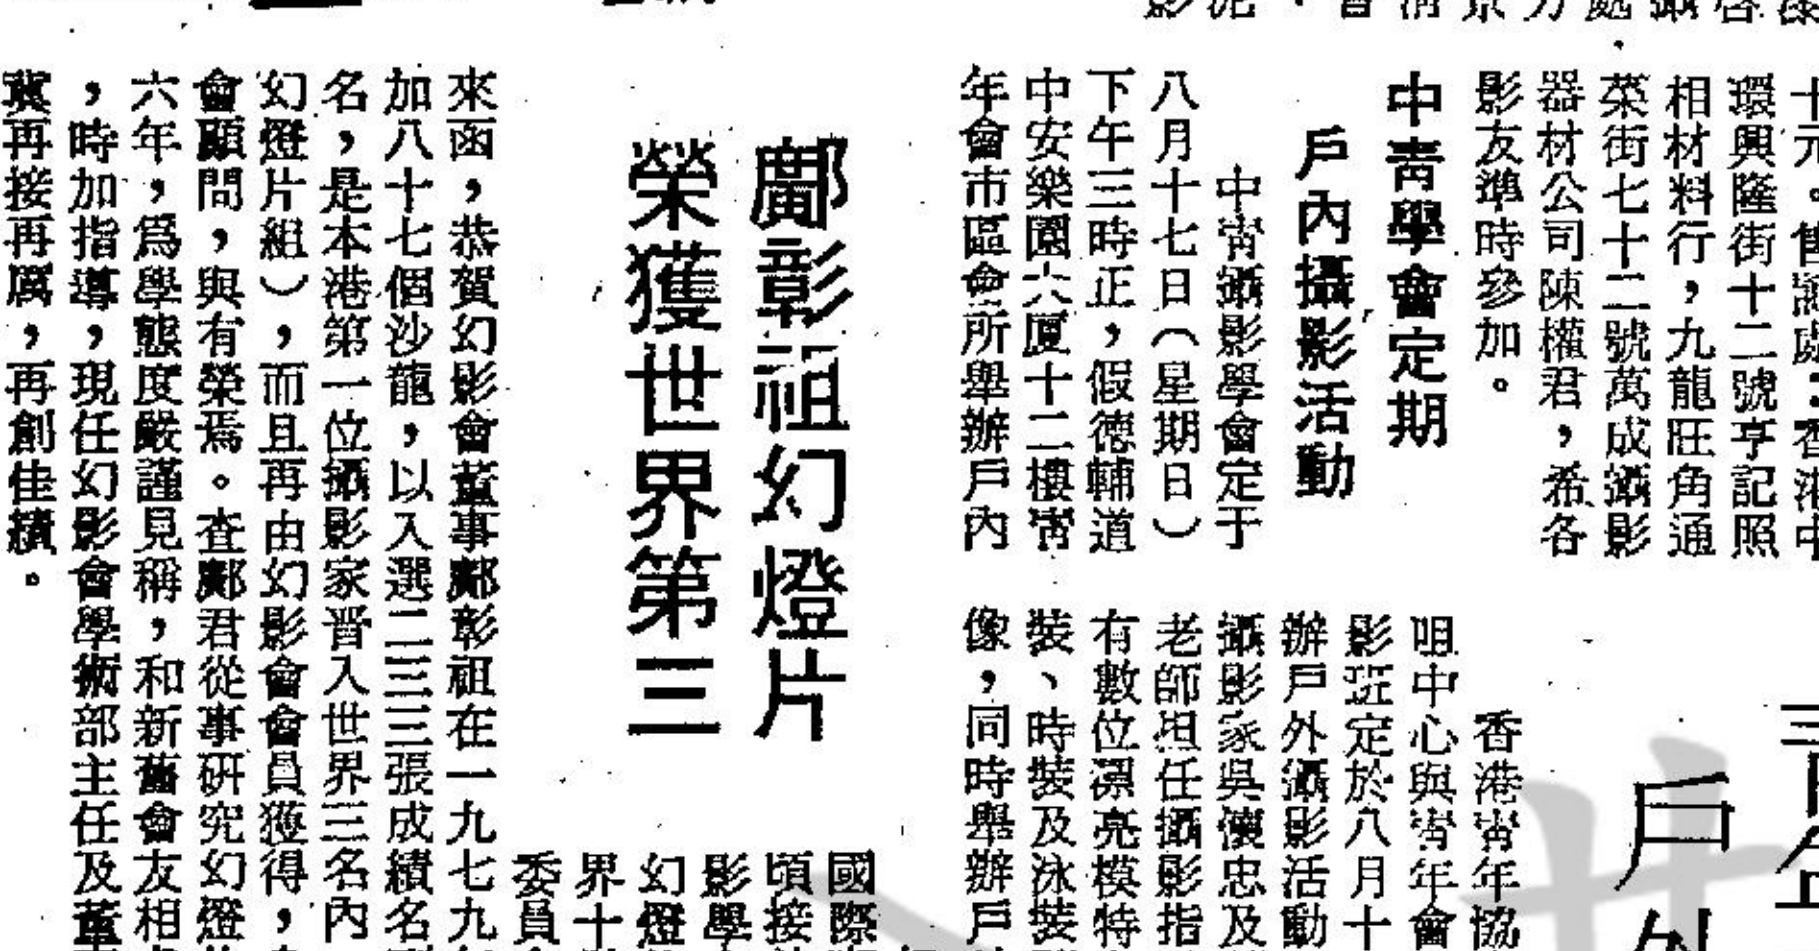 環興隆街十二號亨記照
相材料行，九龍旺角通
菜街七十二號萬成攝影
器材公司陳權君，希各
影友準時參加。
中青學會定期
戶內攝影活動
中青攝影學會定于
八月十七日（星期日）
下午三時正，假德輔道
中安樂園大厦十二樓青
年會市區會所舉辦戶內
香港青年協
咀中心與青年會
影班定於八月十
辦戶外攝影活動
攝影家吳儂忠及
老師担任攝影指
有數位漂亮模特
裝、時裝及泳裝
像，同時舉辦戶
戶外
鄺彰祖幻燈片
榮獲世界第三
國際
頃接
影學
幻燈
界十
委員
來函，恭賀幻影會董事鄺彰祖在一九七九
加八十七個沙龍，以入選二三三張成績名
名，是本港第一位攝影家晋入世界三名內
幻燈片組），而且再由幻影會會員獲得，
會顧問，與有榮焉。查鄺君從事研究幻燈
六年，爲學態度嚴謹見稱，和新舊會友相
，時加指導，現任幻影會學術部主任及董
冀再接再厲，再創佳績。